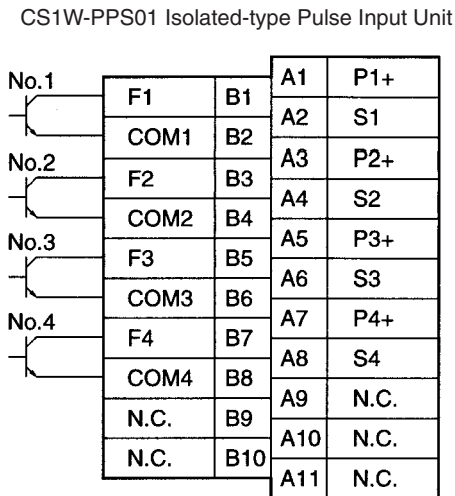 CS1W-PPS01 Isolated-type Pulse Input Unit
No.1
No.2
No.3
No.4
F1 B1
COM1 B2
F2 B3
COM2 B4
F3 B5
COM3 B6
F4 B7
COM4 B8
N.C. B9
N.C. B10
A1 P1+
A2 S1
A3 P2+
A4 S2
A5 P3+
A6 S3
A7 P4+
A8 S4
A9 N.C.
A10 N.C.
A11 N.C.